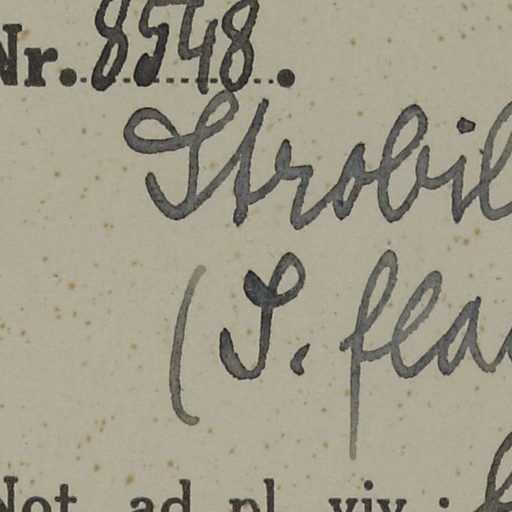 Nr. 8548.
Strobil
(S. fla
Not. ad pl. viv.: